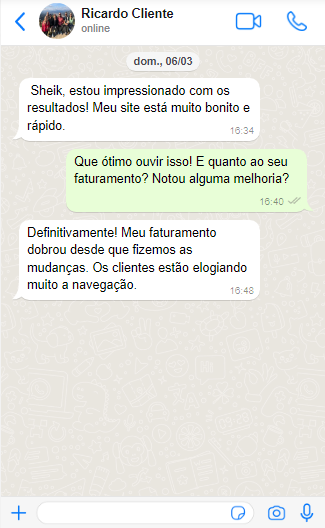 Ricardo Cliente
online
dom., 06/03
Sheik, estou impressionado com os
resultados! Meu site está muito bonito e
rápido.
16:34
Que ótimo ouvir isso! E quanto ao seu
faturamento? Notou alguma melhoria?
16:40
Definitivamente! Meu faturamento
dobrou desde que fizemos as
mudanças. Os clientes estão elogiando
muito a navegação.
16:48